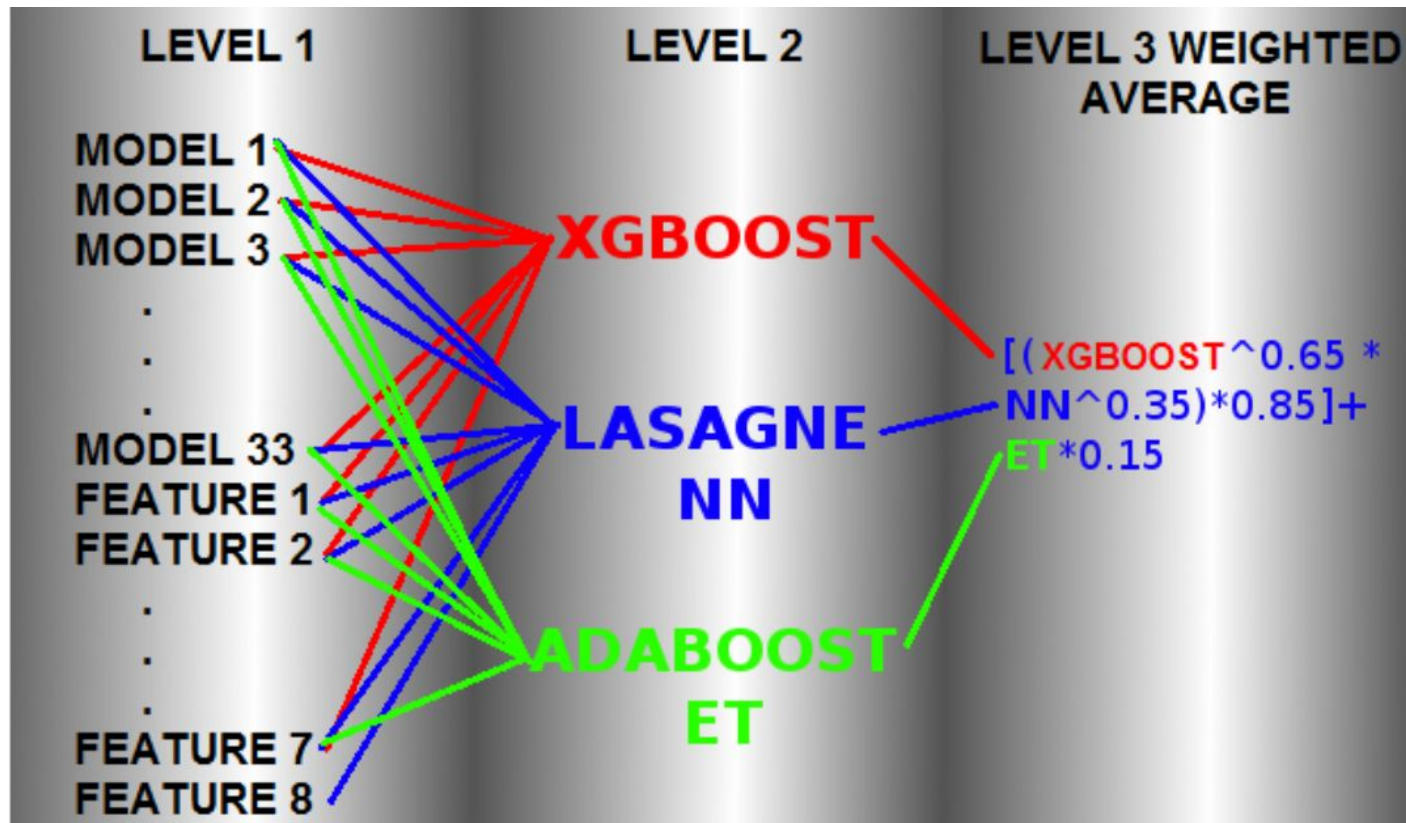 LEVEL 1
MODEL 1
MODEL 2
MODEL 3
.
.
.
MODEL 33
FEATURE 1
FEATURE 2
.
.
.
FEATURE 7
FEATURE 8
LEVEL 2
XGBOOST
LASAGNE
NN
ADABOOST
ET
LEVEL 3 WEIGHTED
AVERAGE
[(XGBOOST^0.65 *
NN^0.35)*0.85]+
ET*0.15